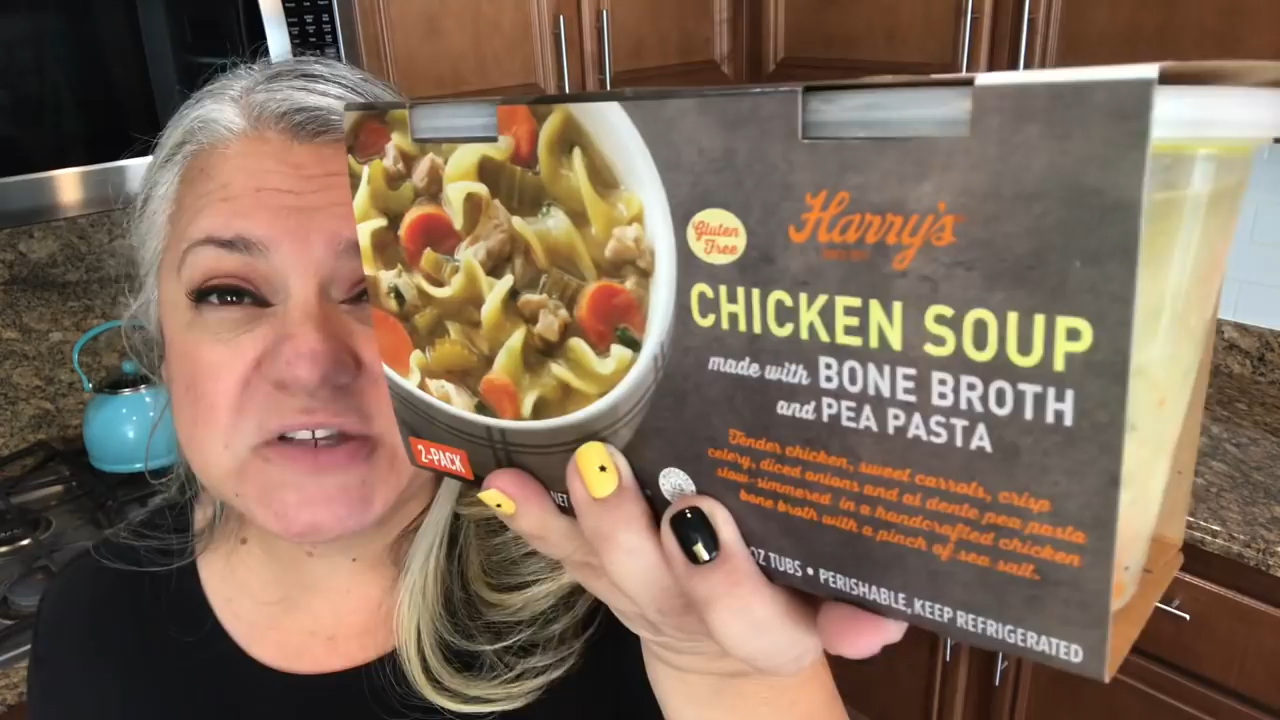 Gluten
Free
Harry's
CHICKEN SOUP
made with BONE BROTH
and PEA PASTA
Tender chicken, sweet carrots, crisp
celery, diced onions and al dente pea pasta
slow-simmered in a handcrafted chicken
bone broth with a pinch of sea salt.
2-PACK
NET
OZ TUBS • PERISHABLE, KEEP REFRIGERATED